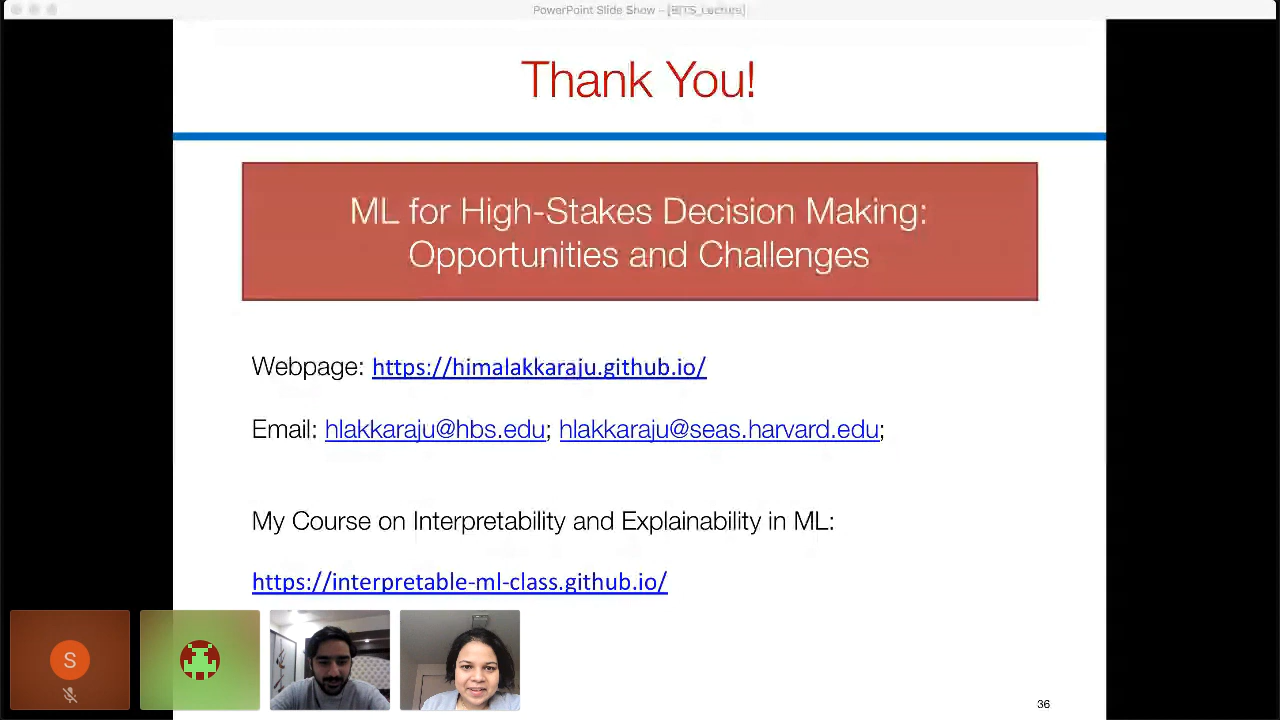 PowerPoint Slide Show - [BITS_Lecture]
Thank You!
ML for High-Stakes Decision Making:
Opportunities and Challenges
Webpage: https://himalakkaraju.github.io/
Email: hlakkaraju@hbs.edu; hlakkaraju@seas.harvard.edu;
My Course on Interpretability and Explainability in ML:
https://interpretable-ml-class.github.io/
S
36